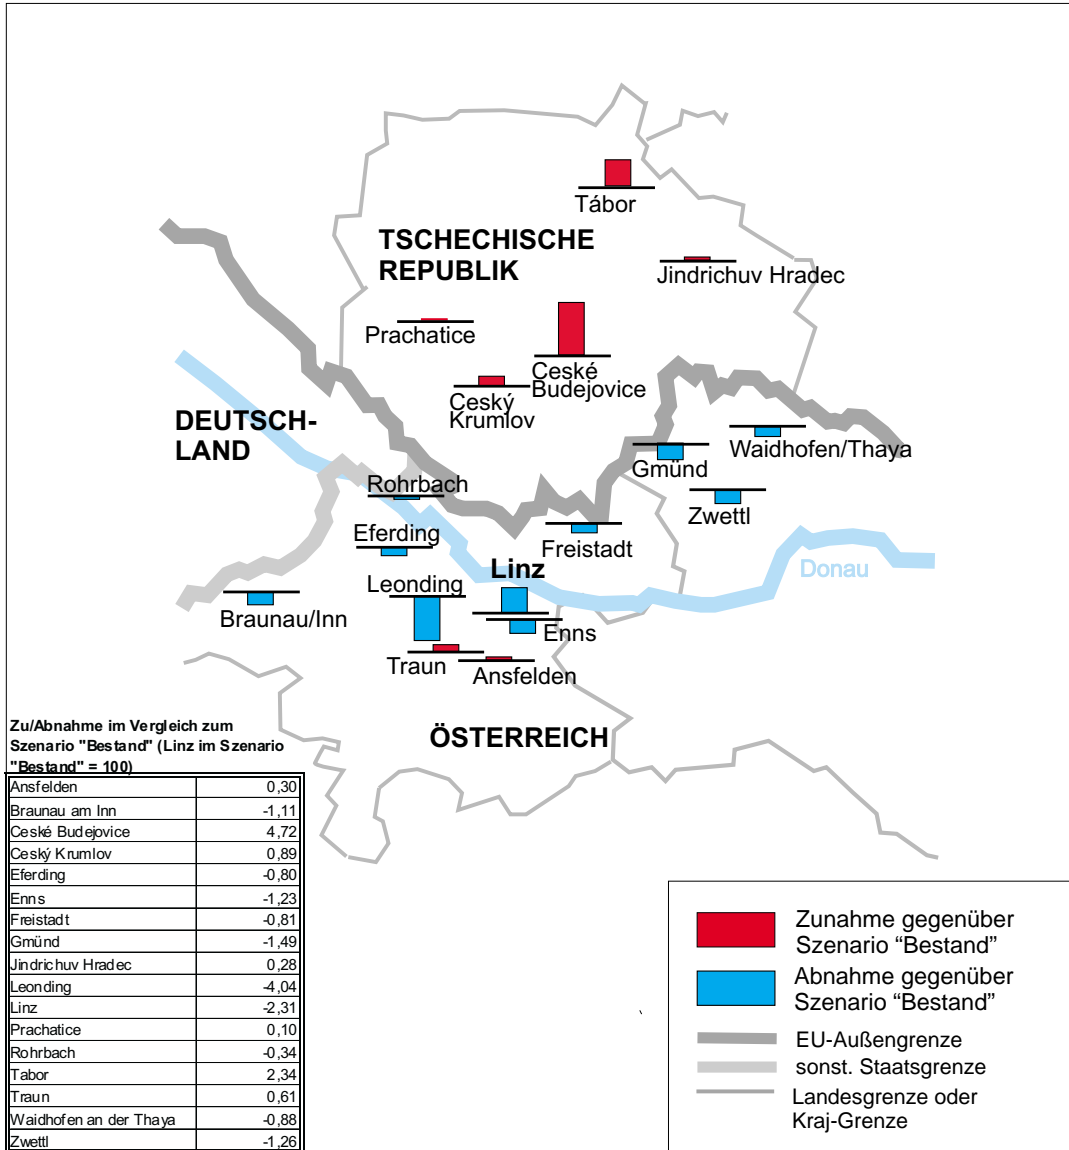 Tábor
TSCHECHISCHE
REPUBLIK
Jindrichuv Hradec
Prachatice
Ceské
Budejovice
Ceský
Krumlov
DEUTSCH-
LAND
Waidhofen/Thaya
Gmünd
Rohrbach
Zwettl
Eferding
Freistadt
Linz
Donau
Leonding
Braunau/Inn
Enns
Traun
Ansfelden
ÖSTERREICH
Zu/Abnahme im Vergleich zum
Szenario "Bestand" (Linz im Szenario
"Bestand" = 100)
Ansfelden 0,30
Braunau am Inn -1,11
Ceské Budejovice 4,72
Ceský Krumlov 0,89
Eferding -0,80
Enns -1,23
Freistadt -0,81
Gmünd -1,49
Jindrichuv Hradec 0,28
Leonding -4,04
Linz -2,31
Prachatice 0,10
Rohrbach -0,34
Tabor 2,34
Traun 0,61
Waidhofen an der Thaya -0,88
Zwettl -1,26
Zunahme gegenüber
Szenario “Bestand”
Abnahme gegenüber
Szenario “Bestand”
EU-Außengrenze
sonst. Staatsgrenze
Landesgrenze oder
Kraj-Grenze